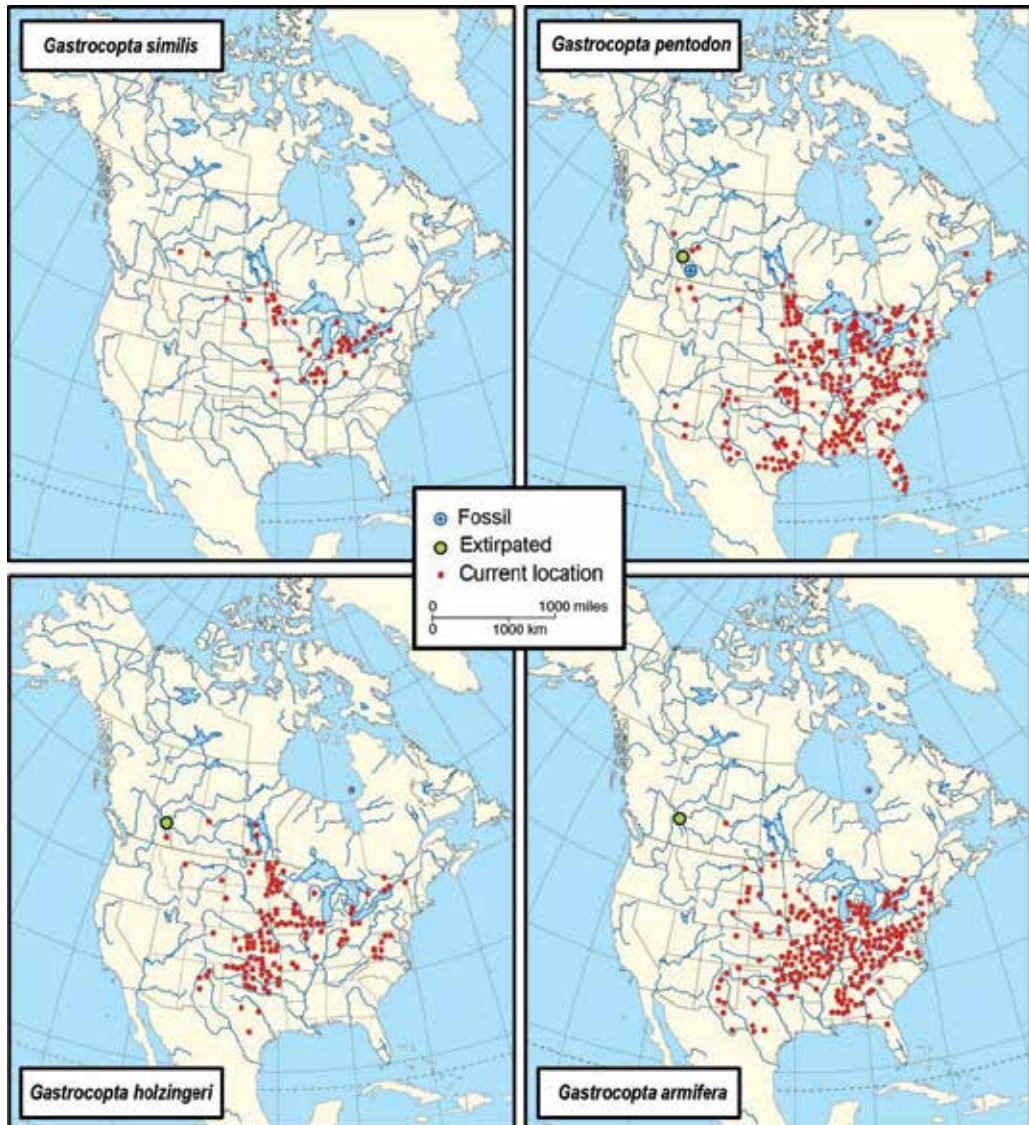 Gastrocopta similis
Gastrocopta pentodon
Fossil
Extirpated
Current location
0 1000 miles
0 1000 km
Gastrocopta holzingeri
Gastrocopta armifera